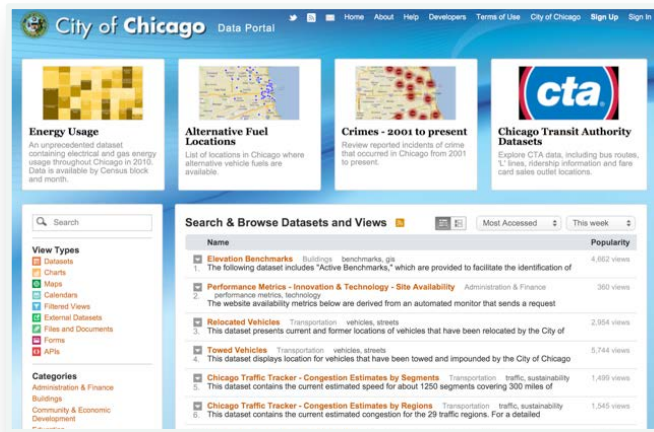 City of Chicago Data Portal
Home About Help Developers Terms of Use City of Chicago Sign Up Sign In
cta
Energy Usage
An unprecedented dataset
containing electrical and gas energy
usage throughout Chicago in 2010.
Data is available by Census block
and month.
Alternative Fuel
Locations
List of locations in Chicago where
alternative vehicle fuels are
available.
Crimes - 2001 to present
Review reported incidents of crime
that occurred in Chicago from 2001
to present.
Chicago Transit Authority
Datasets
Explore CTA data, including bus routes,
'L' lines, ridership information and fare
card sales outlet locations.
Search
View Types
Datasets
Charts
Maps
Calendars
Filtered Views
External Datasets
Files and Documents
Forms
APIs
Categories
Administration & Finance
Buildings
Community & Economic
Development
Search & Browse Datasets and Views
Most Accessed
This week
Name Popularity
Elevation Benchmarks Buildings benchmarks, gis 4,662 views
1. The following dataset includes "Active Benchmarks," which are provided to facilitate the identification of
Performance Metrics - Innovation & Technology - Site Availability Administration & Finance 360 views
2. performance metrics, technology
The website availability metrics below are derived from an automated monitor that sends a request
Relocated Vehicles Transportation vehicles, streets 2,954 views
3. This dataset presents current and former locations of vehicles that have been relocated by the City of
Towed Vehicles Transportation vehicles, streets 5,744 views
4. This dataset displays location for vehicles that have been towed and impounded by the City of Chicago
Chicago Traffic Tracker - Congestion Estimates by Segments Transportation traffic, sustainability 1,499 views
5. This dataset contains the current estimated speed for about 1250 segments covering 300 miles of
Chicago Traffic Tracker - Congestion Estimates by Regions Transportation traffic, sustainability 1,545 views
6. This dataset contains the current estimated congestion for the 29 traffic regions. For a detailed